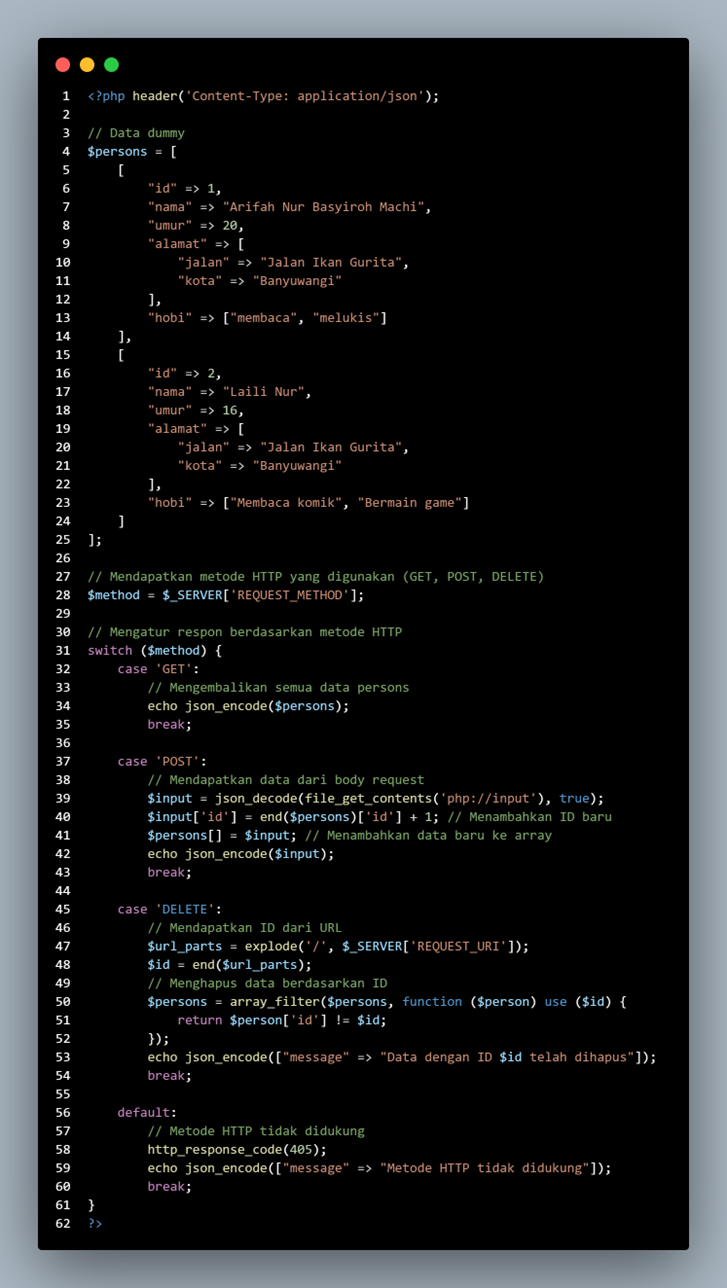 1 <?php header('Content-Type: application/json');
2
3 // Data dummy
4 $persons = [
5     [
6         "id" => 1,
7         "nama" => "Arifah Nur Basyiroh Machi",
8         "umur" => 20,
9         "alamat" => [
10             "jalan" => "Jalan Ikan Gurita",
11             "kota" => "Banyuwangi"
12         ],
13         "hobi" => ["membaca", "melukis"]
14     ],
15     [
16         "id" => 2,
17         "nama" => "Laili Nur",
18         "umur" => 16,
19         "alamat" => [
20             "jalan" => "Jalan Ikan Gurita",
21             "kota" => "Banyuwangi"
22         ],
23         "hobi" => ["Membaca komik", "Bermain game"]
24     ]
25 ];
26
27 // Mendapatkan metode HTTP yang digunakan (GET, POST, DELETE)
28 $method = $_SERVER['REQUEST_METHOD'];
29
30 // Mengatur respon berdasarkan metode HTTP
31 switch ($method) {
32     case 'GET':
33         // Mengembalikan semua data persons
34         echo json_encode($persons);
35         break;
36
37     case 'POST':
38         // Mendapatkan data dari body request
39         $input = json_decode(file_get_contents('php://input'), true);
40         $input['id'] = end($persons)['id'] + 1; // Menambahkan ID baru
41         $persons[] = $input; // Menambahkan data baru ke array
42         echo json_encode($input);
43         break;
44
45     case 'DELETE':
46         // Mendapatkan ID dari URL
47         $url_parts = explode('/', $_SERVER['REQUEST_URI']);
48         $id = end($url_parts);
49         // Menghapus data berdasarkan ID
50         $persons = array_filter($persons, function ($person) use ($id) {
51             return $person['id'] != $id;
52         });
53         echo json_encode(["message" => "Data dengan ID $id telah dihapus"]);
54         break;
55
56     default:
57         // Metode HTTP tidak didukung
58         http_response_code(405);
59         echo json_encode(["message" => "Metode HTTP tidak didukung"]);
60         break;
61 }
62 ?>